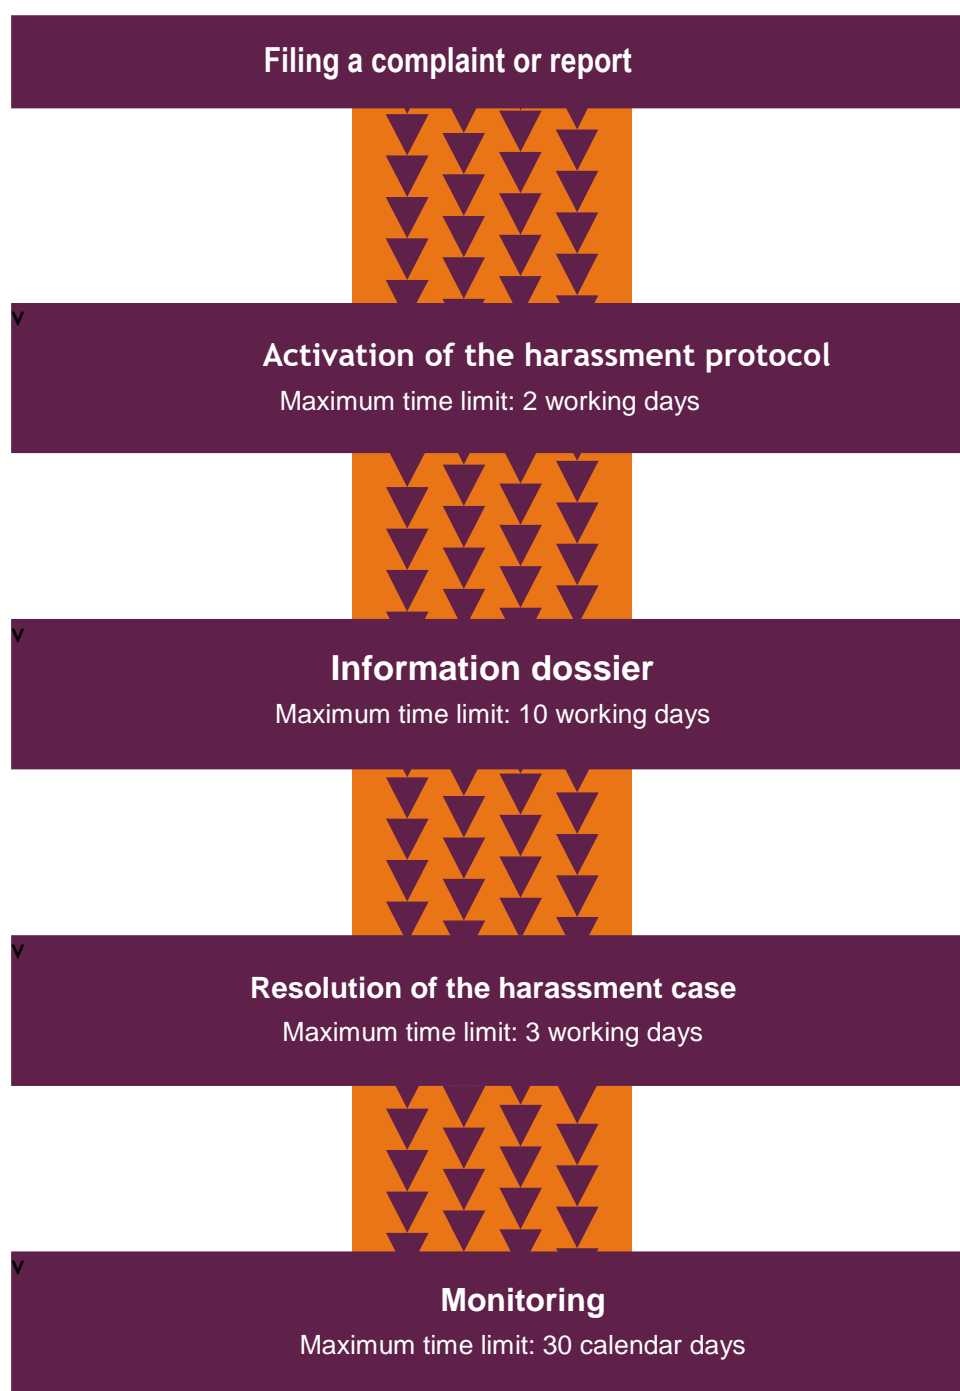 Filing a complaint or report
v
Activation of the harassment protocol
Maximum time limit: 2 working days
v
Information dossier
Maximum time limit: 10 working days
v
Resolution of the harassment case
Maximum time limit: 3 working days
v
Monitoring
Maximum time limit: 30 calendar days